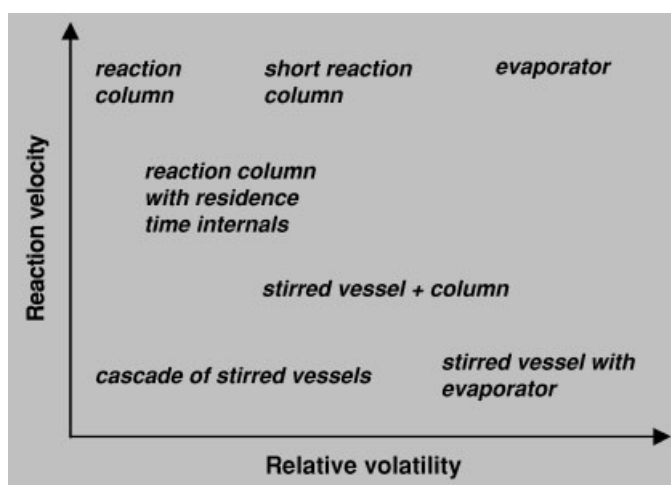 reaction
column
short reaction
column
evaporator
reaction column
with residence
time internals
stirred vessel + column
cascade of stirred vessels
stirred vessel with
evaporator
Reaction velocity
Relative volatility